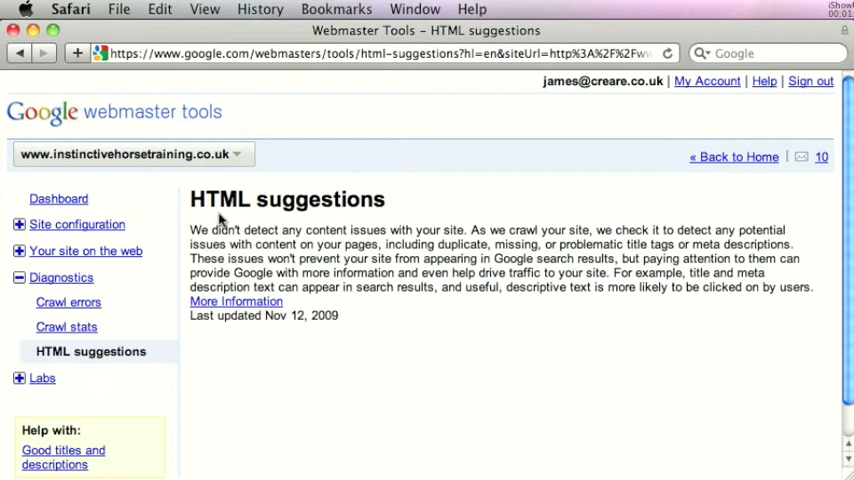 Safari File Edit View History Bookmarks Window Help
Webmaster Tools - HTML suggestions
https://www.google.com/webmasters/tools/html-suggestions?hl=en&siteUrl=http%3A%2F%2Fwv
Google
james@creare.co.uk | My Account | Help | Sign out
Google webmaster tools
www.instinctivehorsetraining.co.uk
« Back to Home | 10
Dashboard
Site configuration
Your site on the web
Diagnostics
Crawl errors
Crawl stats
HTML suggestions
Labs
Help with:
Good titles and
descriptions
HTML suggestions
We didn't detect any content issues with your site. As we crawl your site, we check it to detect any potential
issues with content on your pages, including duplicate, missing, or problematic title tags or meta descriptions.
These issues won't prevent your site from appearing in Google search results, but paying attention to them can
provide Google with more information and even help drive traffic to your site. For example, title and meta
description text can appear in search results, and useful, descriptive text is more likely to be clicked on by users.
More Information
Last updated Nov 12, 2009